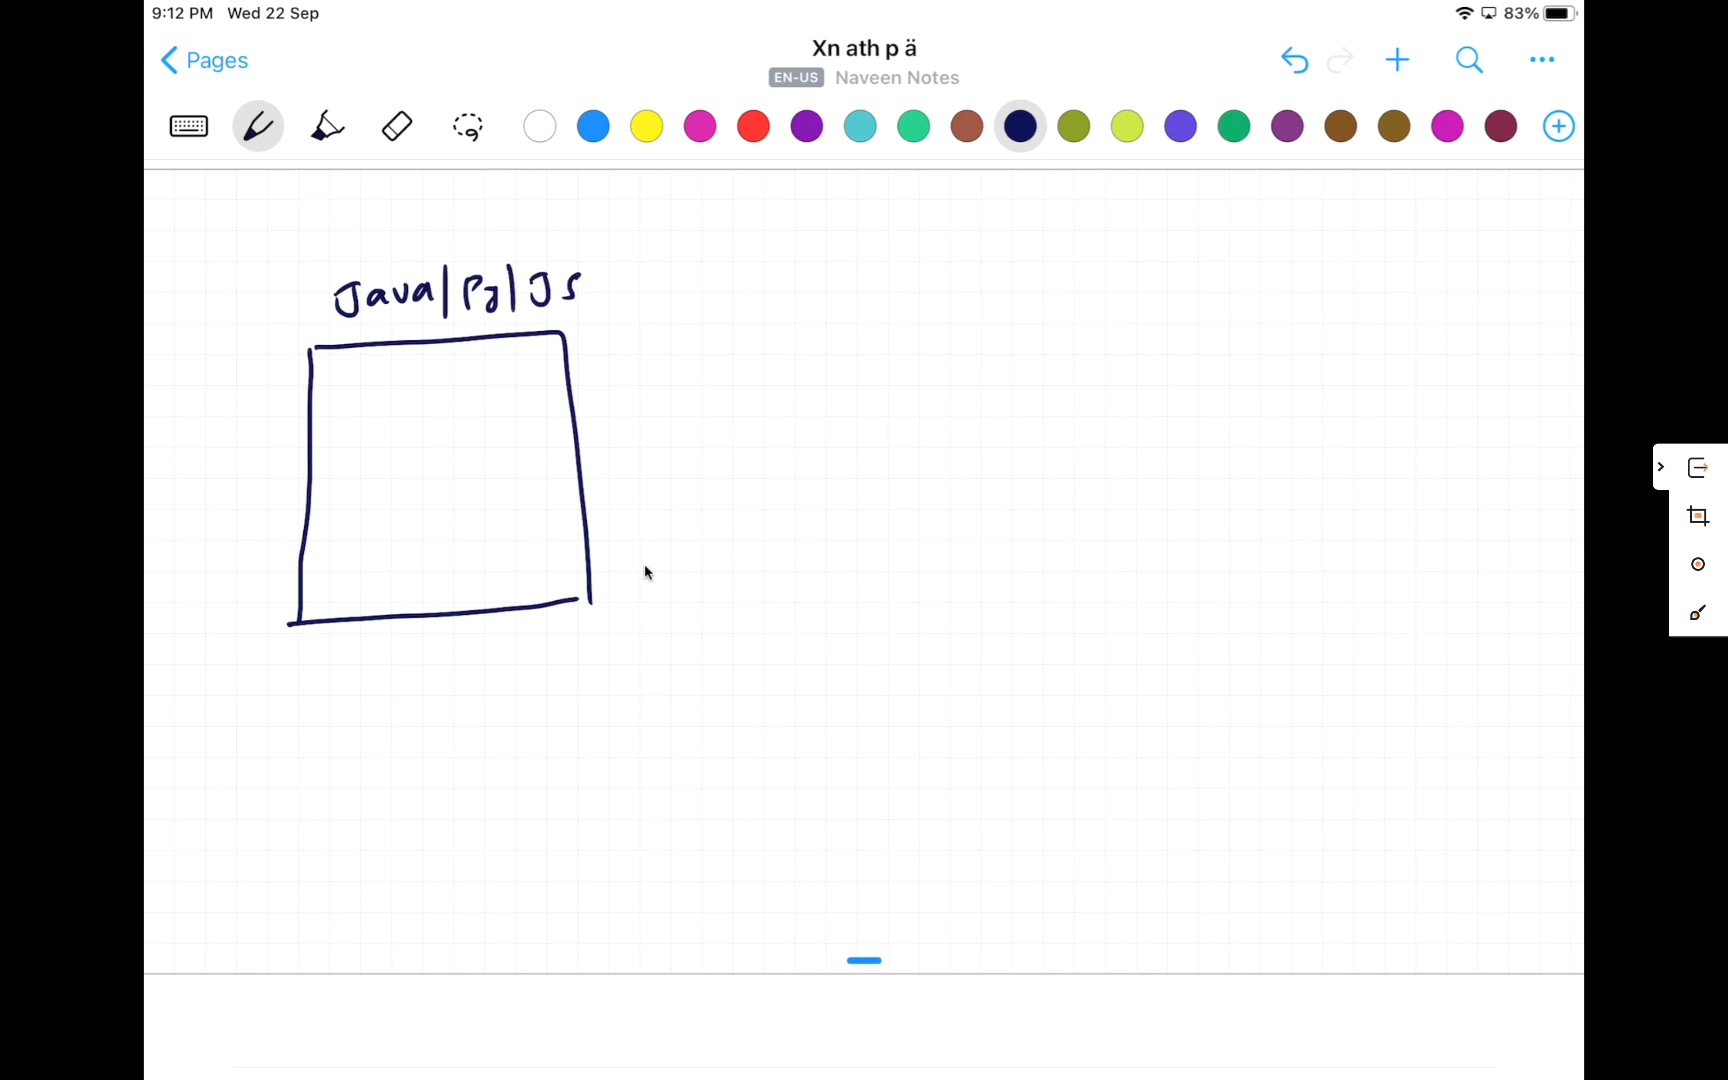 9:12 PM Wed 22 Sep 83%
Pages
Xn ath p ä
EN-US Naveen Notes
Java|Py|JS